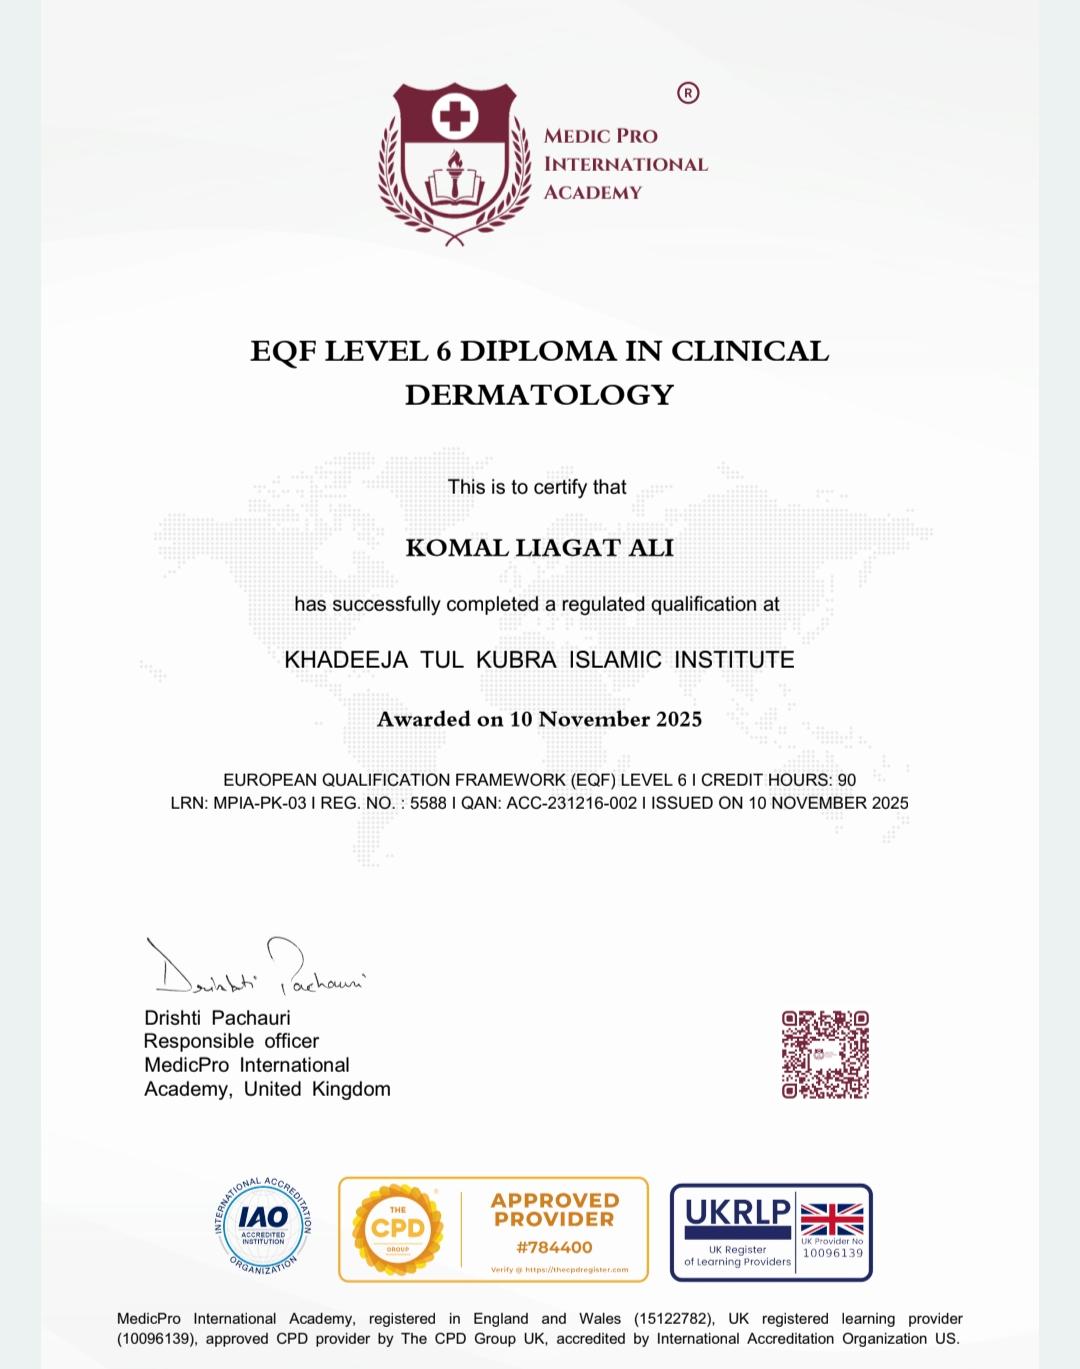 ®
MEDIC PRO
INTERNATIONAL
ACADEMY
EQF LEVEL 6 DIPLOMA IN CLINICAL
DERMATOLOGY
This is to certify that
KOMAL LIAGAT ALI
has successfully completed a regulated qualification at
KHADEEJA TUL KUBRA ISLAMIC INSTITUTE
Awarded on 10 November 2025
EUROPEAN QUALIFICATION FRAMEWORK (EQF) LEVEL 6 I CREDIT HOURS: 90
LRN: MPIA-PK-03 I REG. NO. : 5588 I QAN: ACC-231216-002 I ISSUED ON 10 NOVEMBER 2025
Drishti Pachauri
Drishti Pachauri
Responsible officer
MedicPro International
Academy, United Kingdom
INTERNATIONAL ACCREDITATION
IAO
ACCREDITED
INSTITUTION
ORGANIZATION
THE
CPD
GROUP
APPROVED
PROVIDER
#784400
Verify @ https://thecpdregister.com
UKRLP
UK Register
of Learning Providers
UK Provider No
10096139
MedicPro International Academy, registered in England and Wales (15122782), UK registered learning provider
(10096139), approved CPD provider by The CPD Group UK, accredited by International Accreditation Organization US.